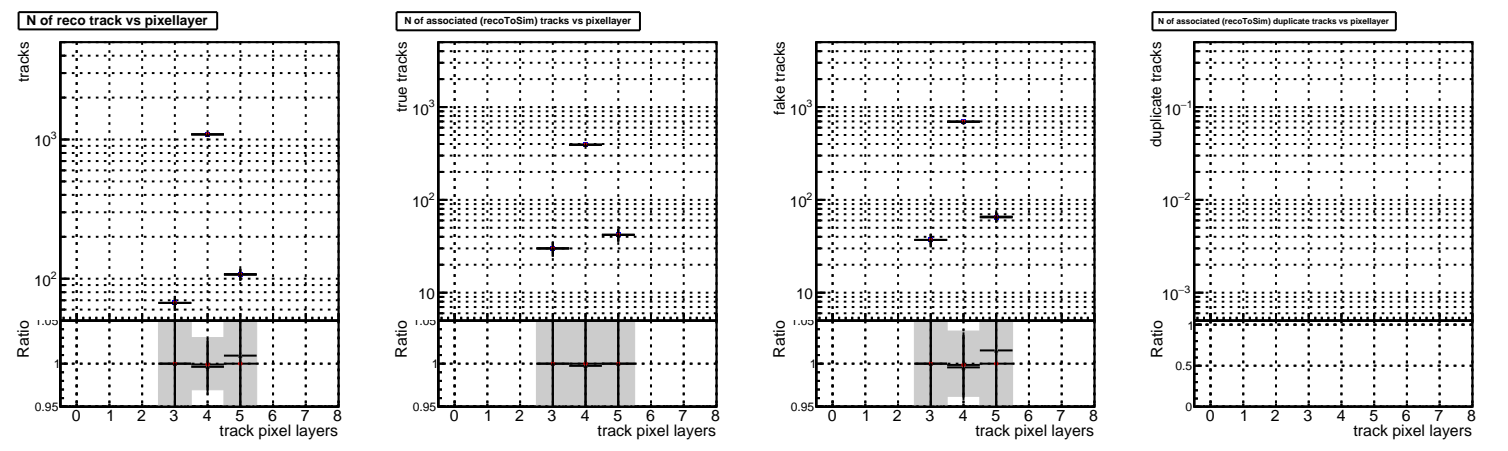 N of reco track vs pixellayer
tracks
10³
10²
1.05
Ratio
1
0.95
0 1 2 3 4 5 6 7 8
track pixel layers
N of associated (recoToSim) tracks vs pixellayer
true tracks
10³
10²
10
1.05
Ratio
1
0.95
0 1 2 3 4 5 6 7 8
track pixel layers
fake tracks
10³
10²
10
1.05
Ratio
1
0.95
0 1 2 3 4 5 6 7 8
track pixel layers
N of associated (recoToSim) duplicate tracks vs pixellayer
duplicate tracks
10⁻¹
10⁻²
10⁻³
1
Ratio
0.5
0
0 1 2 3 4 5 6 7 8
track pixel layers